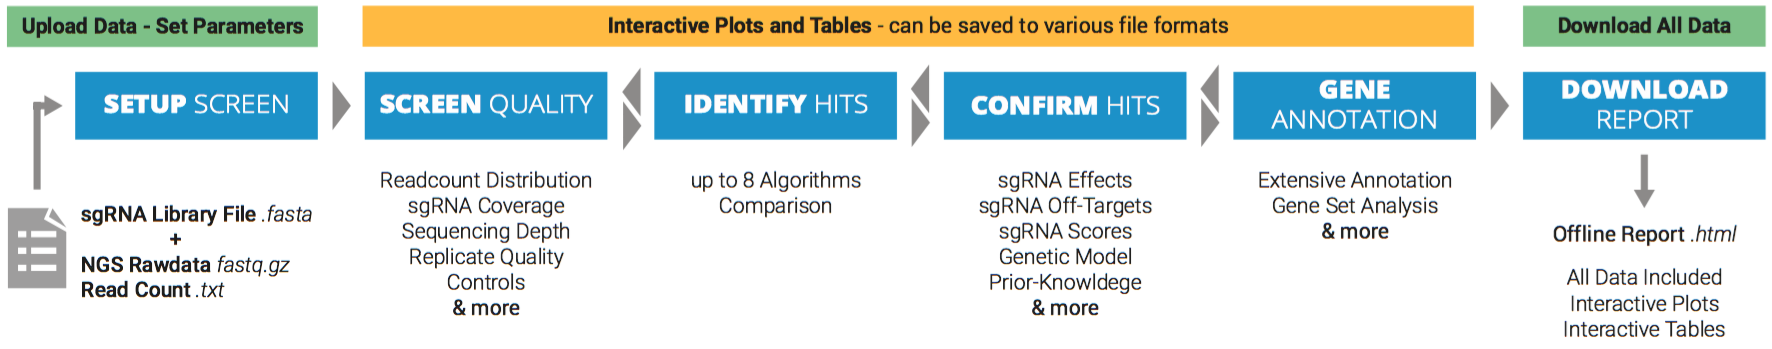 Upload Data - Set Parameters
Interactive Plots and Tables - can be saved to various file formats
Download All Data
SETUP SCREEN
SCREEN QUALITY
IDENTIFY HITS
CONFIRM HITS
GENE
ANNOTATION
DOWNLOAD
REPORT
sgRNA Library File .fasta
+
NGS Rawdata fastq.gz
Read Count .txt
Readcount Distribution
sgRNA Coverage
Sequencing Depth
Replicate Quality
Controls
& more
up to 8 Algorithms
Comparison
sgRNA Effects
sgRNA Off-Targets
sgRNA Scores
Genetic Model
Prior-Knowldege
& more
Extensive Annotation
Gene Set Analysis
& more
Offline Report .html
All Data Included
Interactive Plots
Interactive Tables